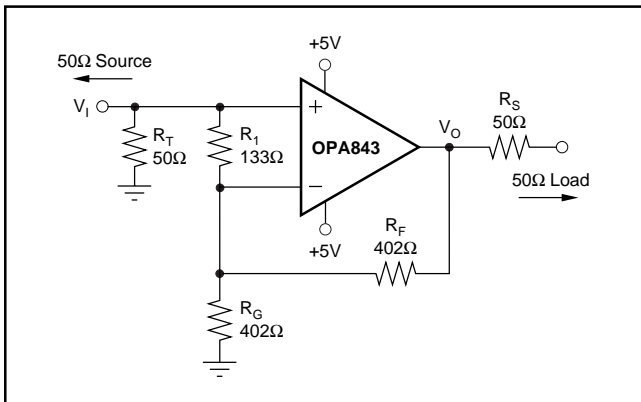 +5V
50Ω Source
V_I
R_T
50Ω
R_1
133Ω
+
OPA843
−
V_O
R_S
50Ω
50Ω Load
+5V
R_F
402Ω
R_G
402Ω